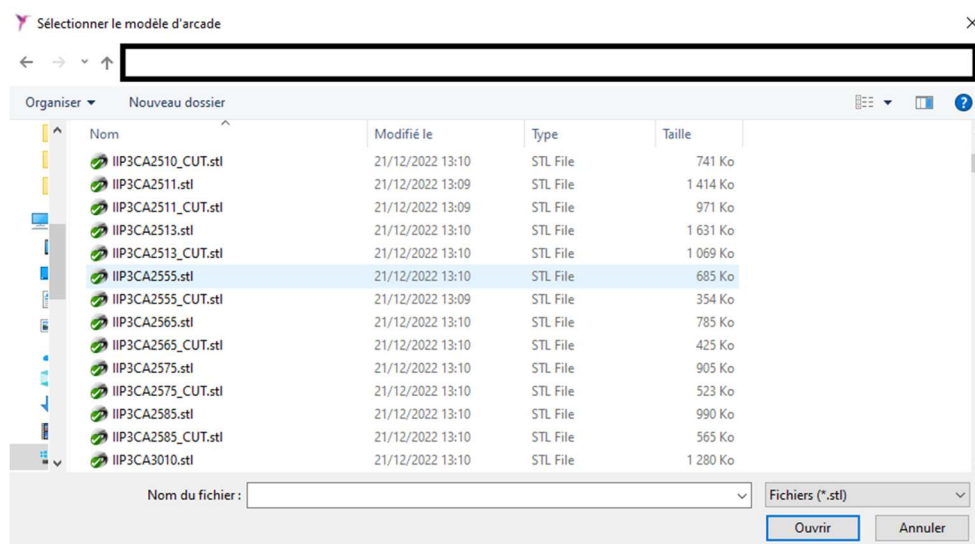 Sélectionner le modèle d'arcade
Organiser Nouveau dossier
Nom Modifié le Type Taille
IIP3CA2510_CUT.stl 21/12/2022 13:10 STL File 741 Ko
IIP3CA2511.stl 21/12/2022 13:09 STL File 1 414 Ko
IIP3CA2511_CUT.stl 21/12/2022 13:09 STL File 971 Ko
IIP3CA2513.stl 21/12/2022 13:10 STL File 1 631 Ko
IIP3CA2513_CUT.stl 21/12/2022 13:10 STL File 1 069 Ko
IIP3CA2555.stl 21/12/2022 13:10 STL File 685 Ko
IIP3CA2555_CUT.stl 21/12/2022 13:09 STL File 354 Ko
IIP3CA2565.stl 21/12/2022 13:10 STL File 785 Ko
IIP3CA2565_CUT.stl 21/12/2022 13:10 STL File 425 Ko
IIP3CA2575.stl 21/12/2022 13:10 STL File 905 Ko
IIP3CA2575_CUT.stl 21/12/2022 13:10 STL File 523 Ko
IIP3CA2585.stl 21/12/2022 13:10 STL File 990 Ko
IIP3CA2585_CUT.stl 21/12/2022 13:10 STL File 565 Ko
IIP3CA3010.stl 21/12/2022 13:10 STL File 1 280 Ko
Nom du fichier : Fichiers (*.stl)
Ouvrir Annuler